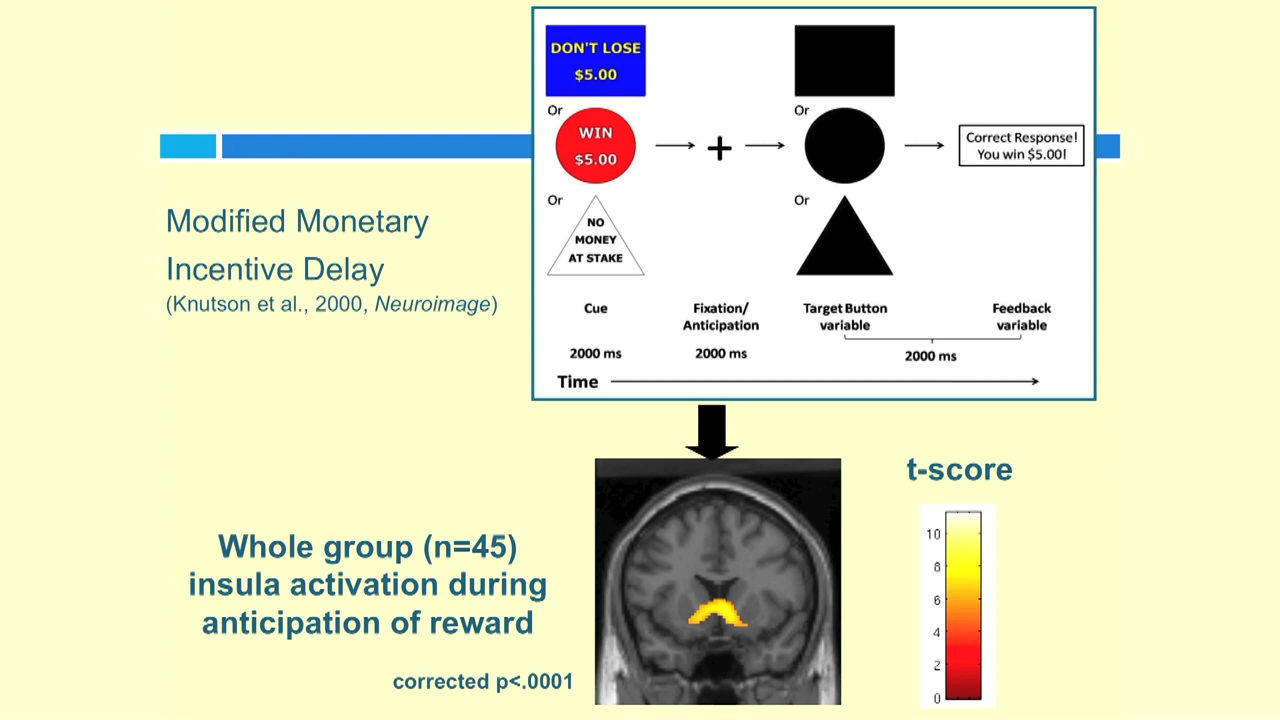 DON'T LOSE
$5.00
Or
Or
WIN
$5.00
Correct Response!
You win $5.00!
Or
Or
NO
MONEY
AT STAKE
Modified Monetary
Incentive Delay
(Knutson et al., 2000, Neuroimage)
Cue
Fixation/
Anticipation
Target Button
variable
Feedback
variable
2000 ms
2000 ms
2000 ms
Time
t-score
Whole group (n=45)
insula activation during
anticipation of reward
corrected p<.0001
10
8
6
4
2
0